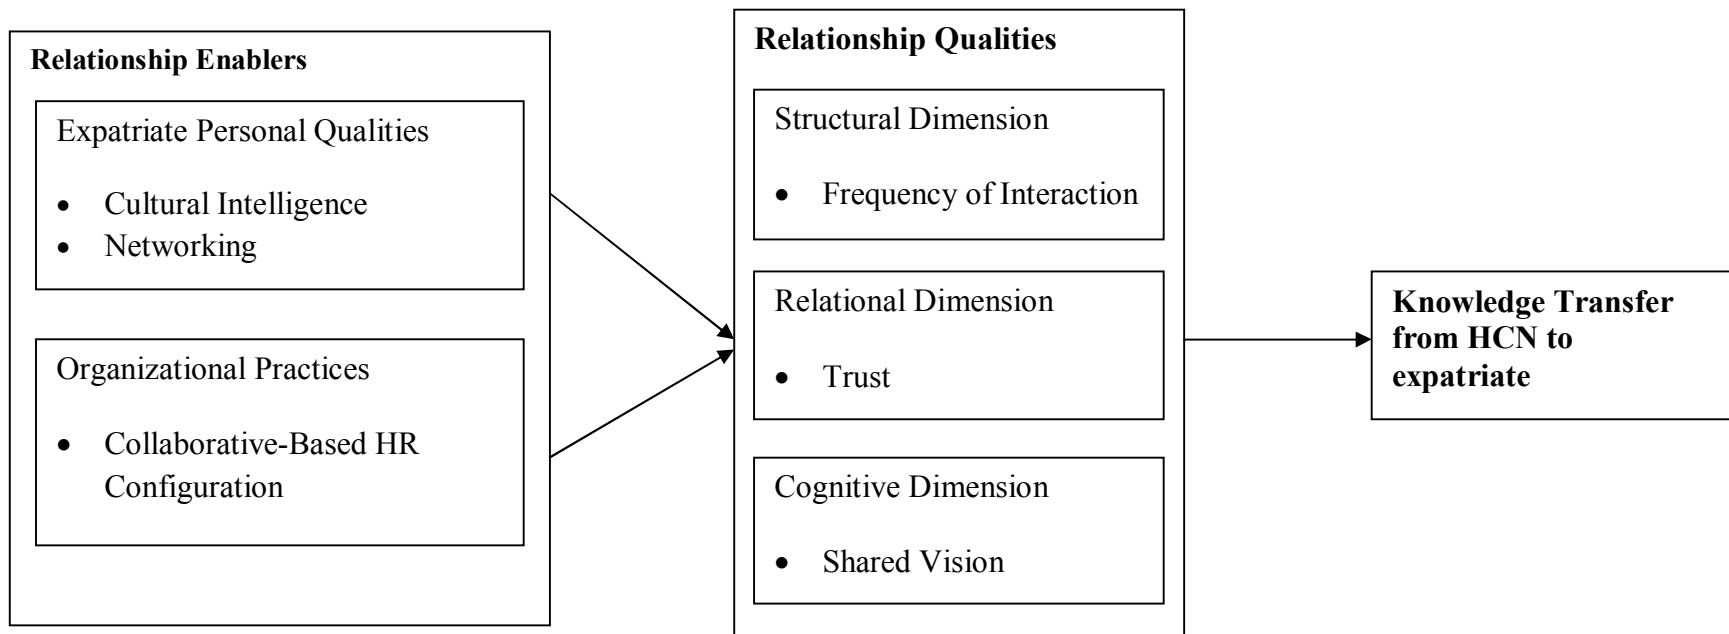 Relationship Enablers
Expatriate Personal Qualities
• Cultural Intelligence
• Networking
Organizational Practices
• Collaborative-Based HR
Configuration
Relationship Qualities
Structural Dimension
• Frequency of Interaction
Relational Dimension
• Trust
Cognitive Dimension
• Shared Vision
Knowledge Transfer
from HCN to
expatriate